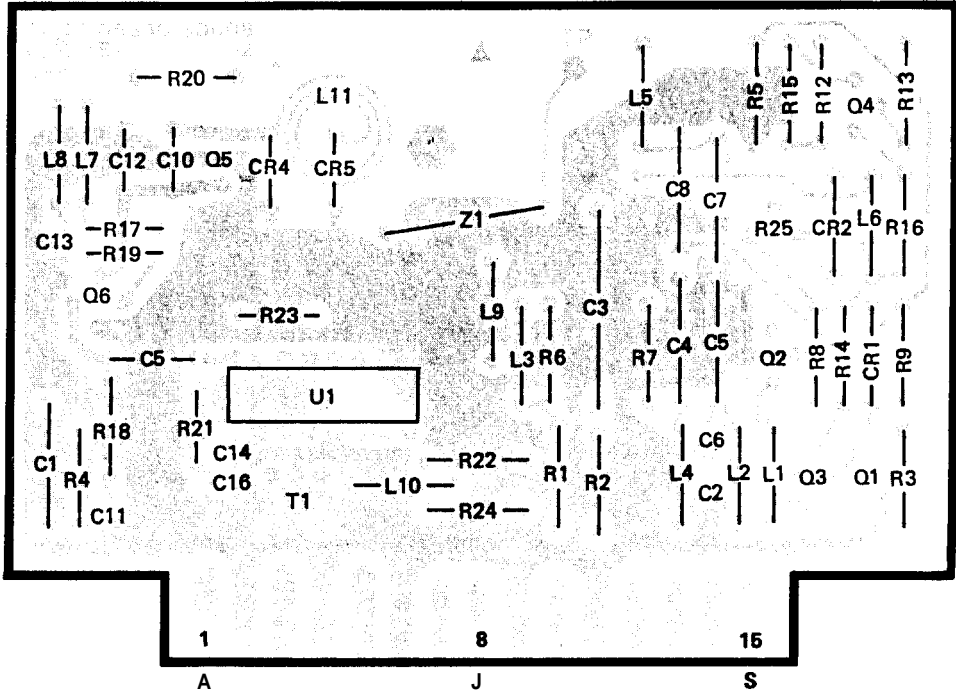 R20
L11
L5
R5
R15
R12
Q4
R13
L8
L7
C12
C10
Q5
CR4
CR5
C8
C7
C13
R17
R19
Z1
R25
CR2
L6
R16
Q6
R23
L9
C3
C5
L3
R6
R7
C4
C5
Q2
R8
R14
CR1
R9
U1
C1
R4
R18
R21
C14
C16
C11
T1
L10
R22
R24
R1
R2
L4
C6
C2
L2
L1
Q3
Q1
R3
1
8
15
A
J
S